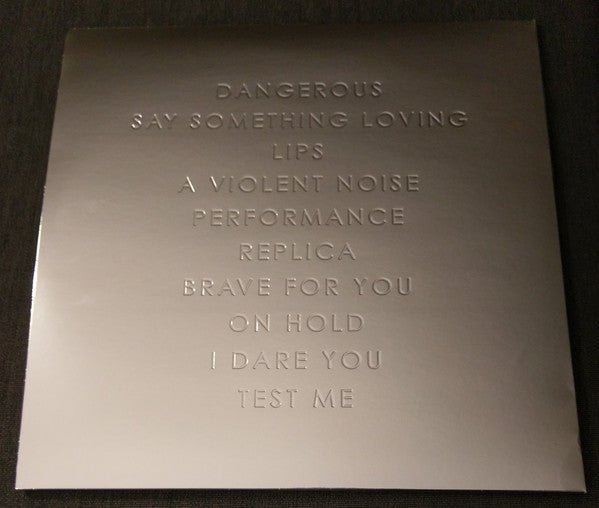 DANGEROUS
SAY SOMETHING LOVING
LIPS
A VIOLENT NOISE
PERFORMANCE
REPLICA
BRAVE FOR YOU
ON HOLD
I DARE YOU
TEST ME